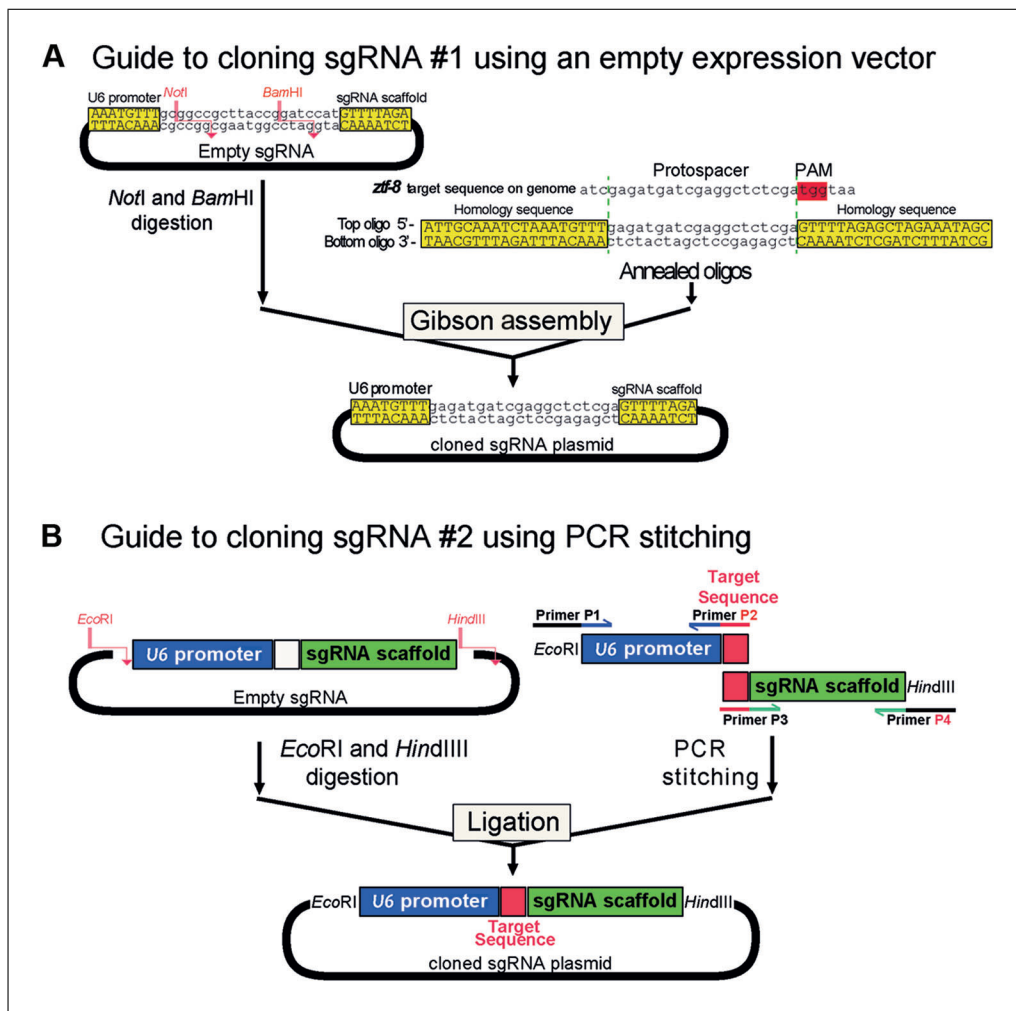 A Guide to cloning sgRNA #1 using an empty expression vector
U6 promoter
NotI
BamHI
sgRNA scaffold
AAATGTTTgcggccgcttaccggatccatGTTTTAGA
TTTACAAAcgccggcgaatggcctaggtaCAAAATCT
Empty sgRNA
NotI and BamHI
digestion
Protospacer PAM
ztf-8 target sequence on genome atcgagatgatcgaggctctcgatggtaa
Homology sequence Homology sequence
Top oligo 5'- ATTGCAAATCTAAATGTTTgagatgatcgaggctctcgaGTTTTAGAGCTAGAAATAGC
Bottom oligo 3'- TAACGTTTAGATTTACAAActctactagctccgagagctCAAAATCTCGATCTTTATCG
Annealed oligos
Gibson assembly
U6 promoter sgRNA scaffold
AAATGTTTgagatgatcgaggctctcgaGTTTTAGA
TTTACAAActctactagctccgagagctCAAAATCT
cloned sgRNA plasmid
B Guide to cloning sgRNA #2 using PCR stitching
EcoRI
HindIII
U6 promoter
sgRNA scaffold
Empty sgRNA
EcoRI and HindIIII
digestion
Target
Sequence
Primer P1
Primer P2
EcoRI U6 promoter
sgRNA scaffold HindIII
Primer P3
Primer P4
PCR
stitching
Ligation
EcoRI U6 promoter sgRNA scaffold HindIII
Target
Sequence
cloned sgRNA plasmid